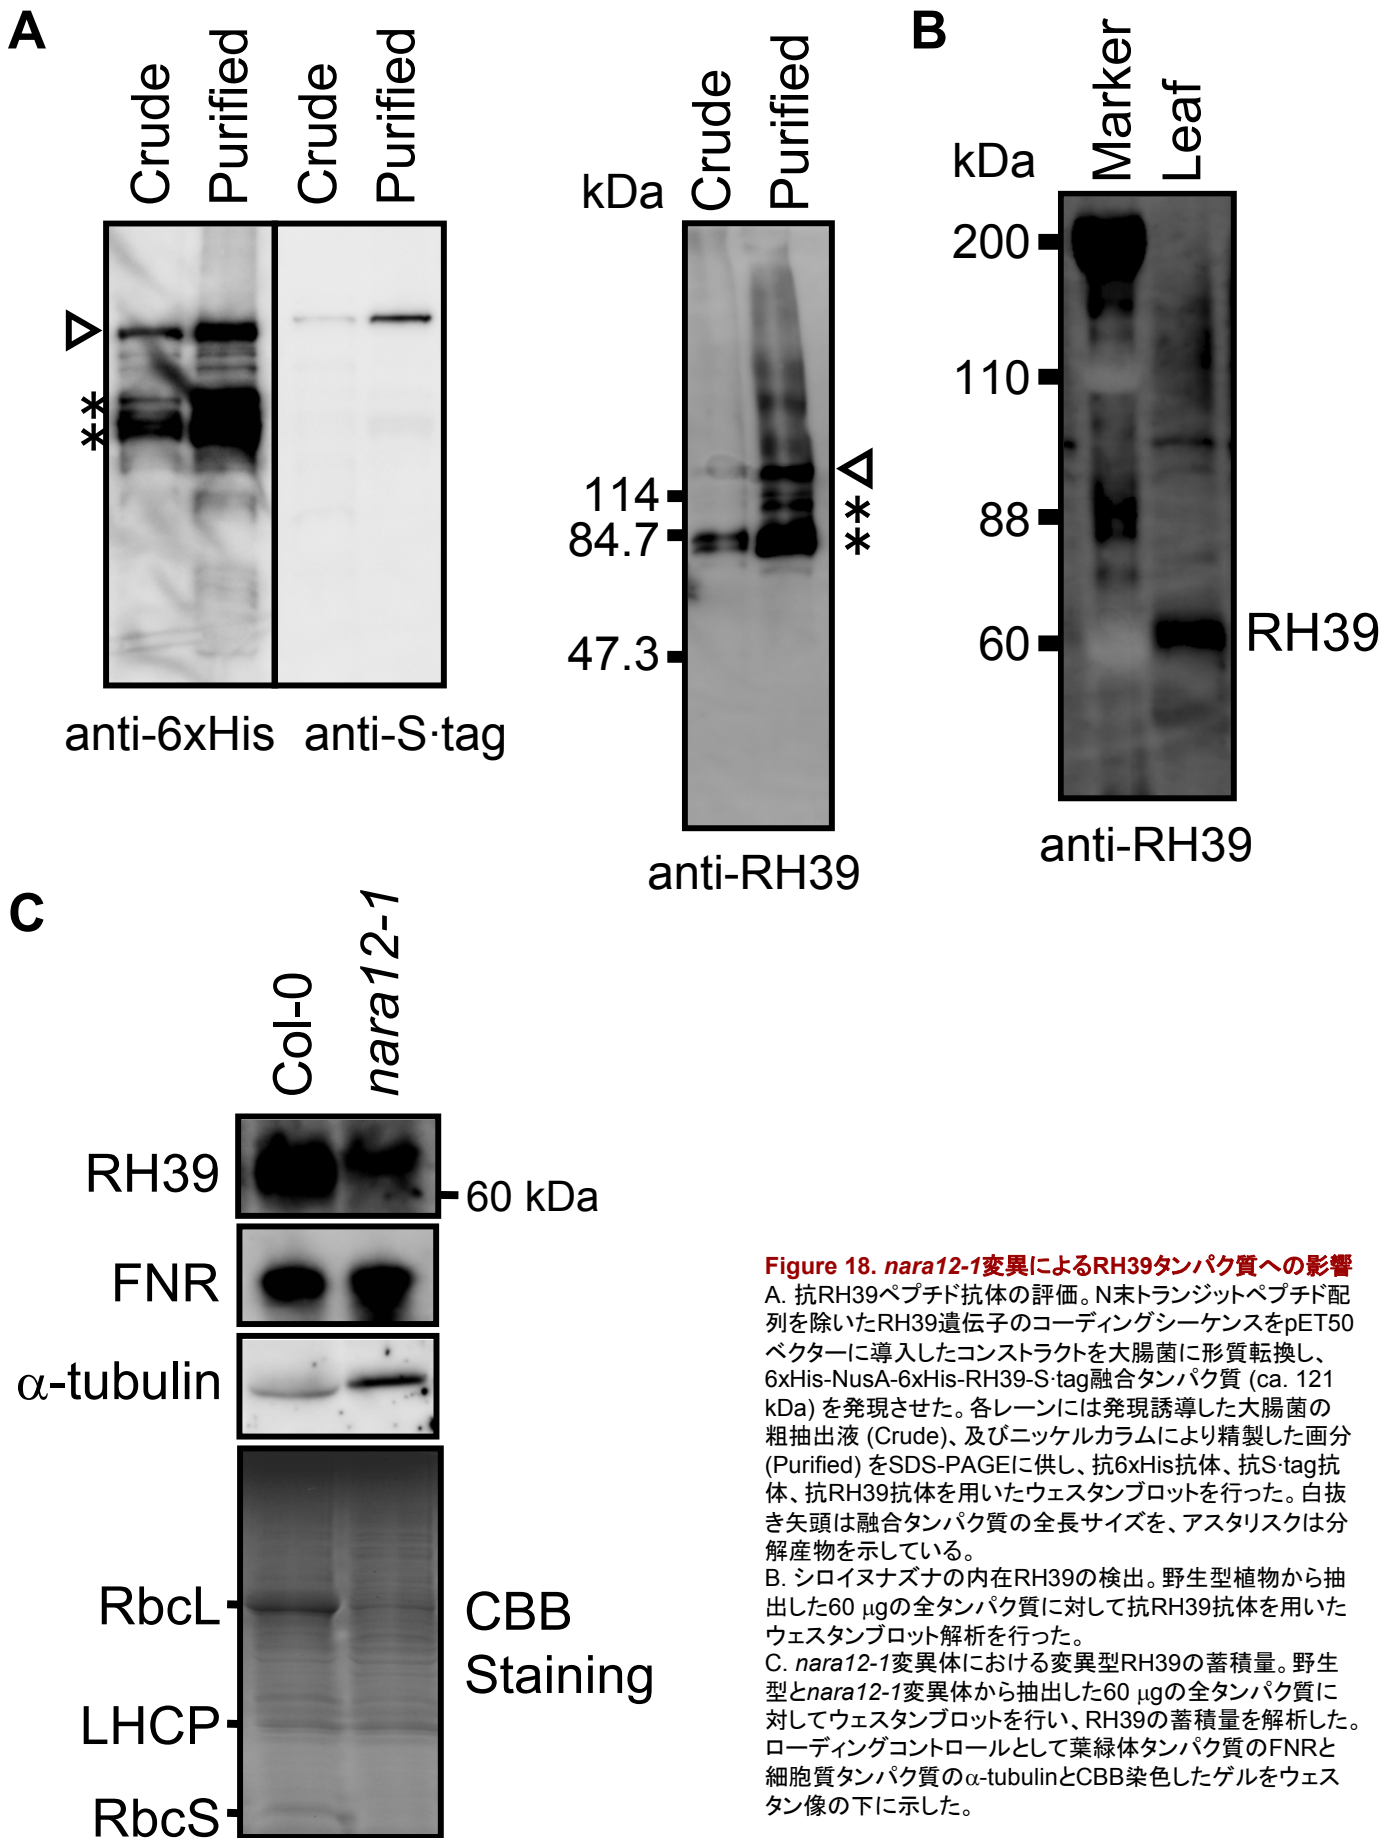 A
Crude
Purified
Crude
Purified
*
*
anti-6xHis
anti-S·tag
kDa
Crude
Purified
114
84.7
47.3
*
*
anti-RH39
B
kDa
Marker
Leaf
200
110
88
60
RH39
anti-RH39
C
Col-0
nara12-1
RH39
60 kDa
FNR
α-tubulin
RbcL
LHCP
RbcS
CBB
Staining
Figure 18. nara12-1変異によるRH39タンパク質への影響
A. 抗RH39ペプチド抗体の評価。N末トランジットペプチド配
列を除いたRH39遺伝子のコーディングシーケンスをpET50
ベクターに導入したコンストラクトを大腸菌に形質転換し、
6xHis-NusA-6xHis-RH39-S·tag融合タンパク質 (ca. 121
kDa) を発現させた。各レーンには発現誘導した大腸菌の
粗抽出液 (Crude)、及びニッケルカラムにより精製した画分
(Purified) をSDS-PAGEに供し、抗6xHis抗体、抗S·tag抗
体、抗RH39抗体を用いたウェスタンブロットを行った。白抜
き矢頭は融合タンパク質の全長サイズを、アスタリスクは分
解産物を示している。
B. シロイヌナズナの内在RH39の検出。野生型植物から抽
出した60 μgの全タンパク質に対して抗RH39抗体を用いた
ウェスタンブロット解析を行った。
C. nara12-1変異体における変異型RH39の蓄積量。野生
型とnara12-1変異体から抽出した60 μgの全タンパク質に
対してウェスタンブロットを行い、RH39の蓄積量を解析した。
ローディングコントロールとして葉緑体タンパク質のFNRと
細胞質タンパク質のα-tubulinとCBB染色したゲルをウェス
タン像の下に示した。